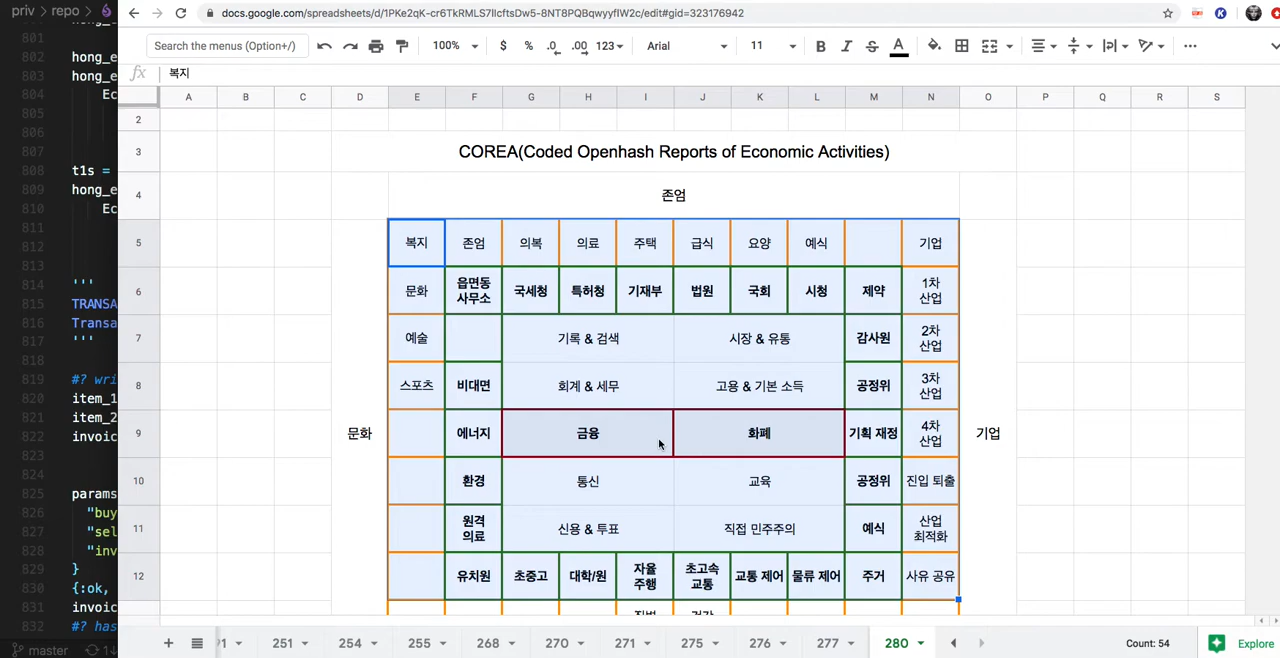 priv > repo >
801
802 hong_e
803 hong_e
804 Ec
805
806
807
808 t1s =
809 hong_e
810 Ec
811
812
813
814 '''
815 TRANSA
816 Transa
817 '''
818
819 #? wri
820 item_1
821 item_2
822 invoic
823
824
825 params
826 "buy
827 "sel
828 "inv
829 }
830 {:ok,
831 invoic
832 #? has
master 1
docs.google.com/spreadsheets/d/1PKe2qK-cr6TkRMLS7IlcftsDw5-8NT8PQBqwyyfIW2c/edit#gid=323176942
Search the menus (Option+/) 100% $ % .0 .00 123 Arial 11 B I S A
fx 복지
A B C D E F G H I J K L M N O P Q R S
2
3 COREA(Coded Openhash Reports of Economic Activities)
4 존엄
5 복지 존엄 의복 의료 주택 급식 요양 예식 기업
6 문화 읍면동 사무소 국세청 특허청 기재부 법원 국회 시청 제약 1차 산업
7 예술 기록 & 검색 시장 & 유통 감사원 2차 산업
8 스포츠 비대면 회계 & 세무 고용 & 기본 소득 공정위 3차 산업
9 문화 에너지 금융 화폐 기획 재정 4차 산업 기업
10 환경 통신 교육 공정위 진입 퇴출
11 원격 의료 신용 & 투표 직접 민주주의 예식 산업 최적화
12 유치원 초중고 대학/원 자율 주행 초고속 교통 교통 제어 물류 제어 주거 사유 공유
251 254 255 268 270 271 275 276 277 280 Count: 54 Explore